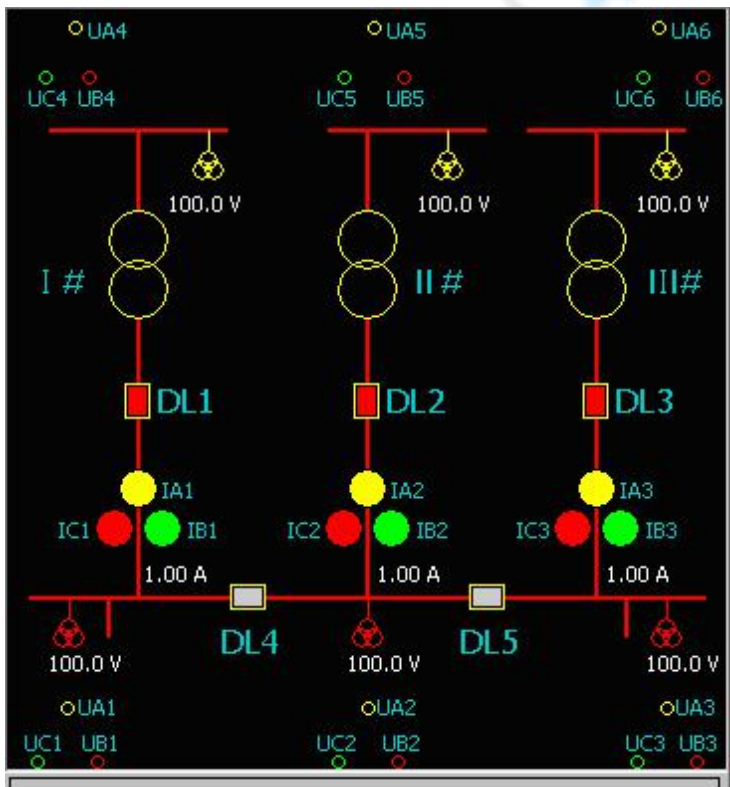 UA4 UA5 UA6
UC4 UB4 UC5 UB5 UC6 UB6
100.0 V 100.0 V 100.0 V
I # II # III#
DL1 DL2 DL3
IA1 IA2 IA3
IC1 IB1 IC2 IB2 IC3 IB3
1.00 A 1.00 A 1.00 A
DL4 DL5
100.0 V 100.0 V 100.0 V
UA1 UA2 UA3
UC1 UB1 UC2 UB2 UC3 UB3